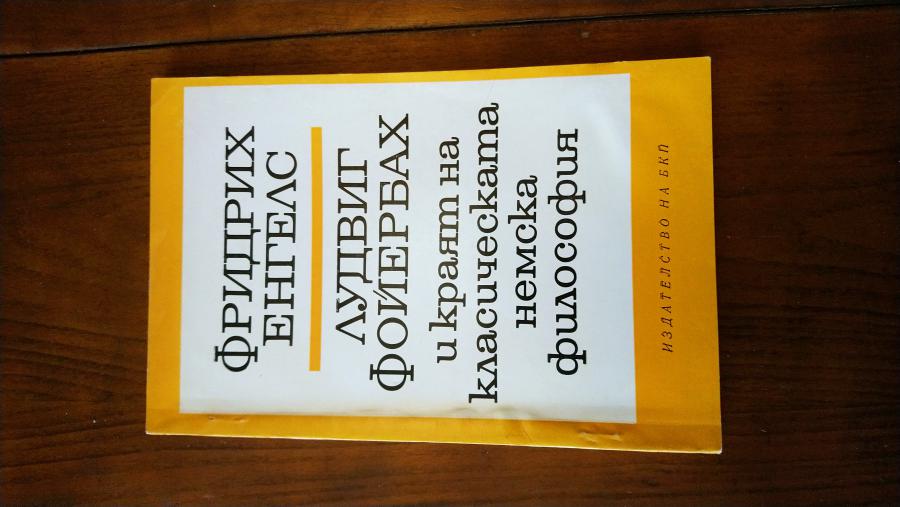 ФРИДРИХ
ЕНГЕЛС
ЛУДВИГ
ФОЙЕРБАХ
и краят на
класическата
немска
философия
ИЗДАТЕЛСТВО НА БКП